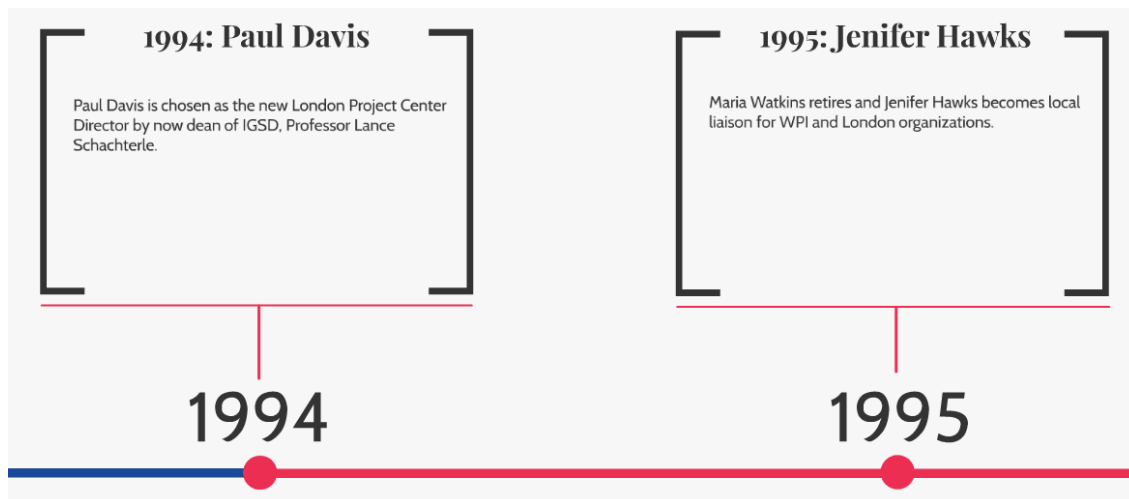 1994: Paul Davis
Paul Davis is chosen as the new London Project Center
Director by now dean of IGSD, Professor Lance
Schachterle.
1994
1995: Jenifer Hawks
Maria Watkins retires and Jenifer Hawks becomes local
liaison for WPI and London organizations.
1995